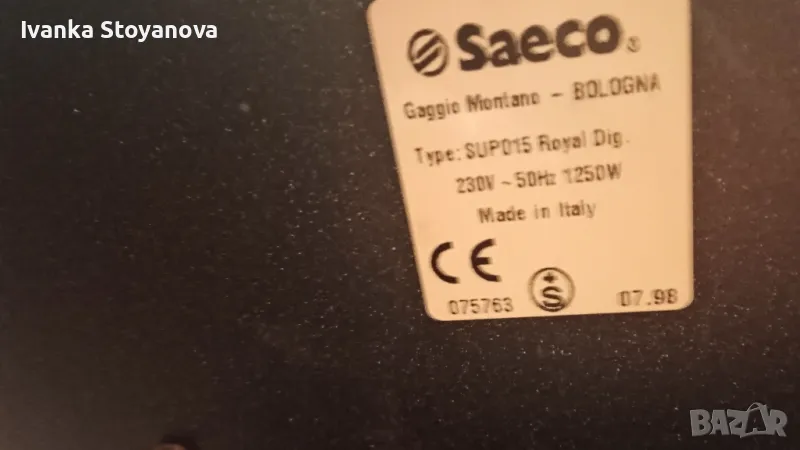 Ivanka Stoyanova
Saeco®
Gaggio Montano - BOLOGNA
Type: SUP015 Royal Dig.
230V ~ 50Hz 1250W
Made in Italy
CE
+
S
075763
07.98
BAZAR